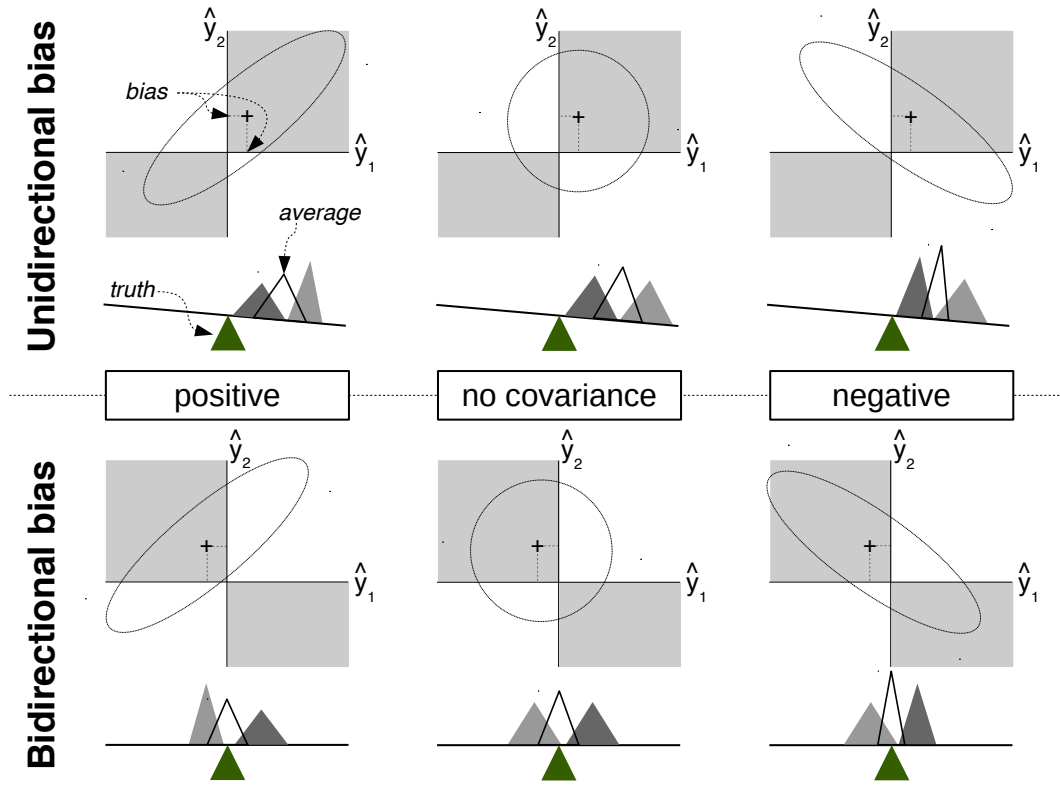 Unidirectional bias
ŷ2
bias
ŷ1
average
truth
ŷ2
ŷ1
ŷ2
ŷ1
positive
no covariance
negative
Bidirectional bias
ŷ2
ŷ1
ŷ2
ŷ1
ŷ2
ŷ1